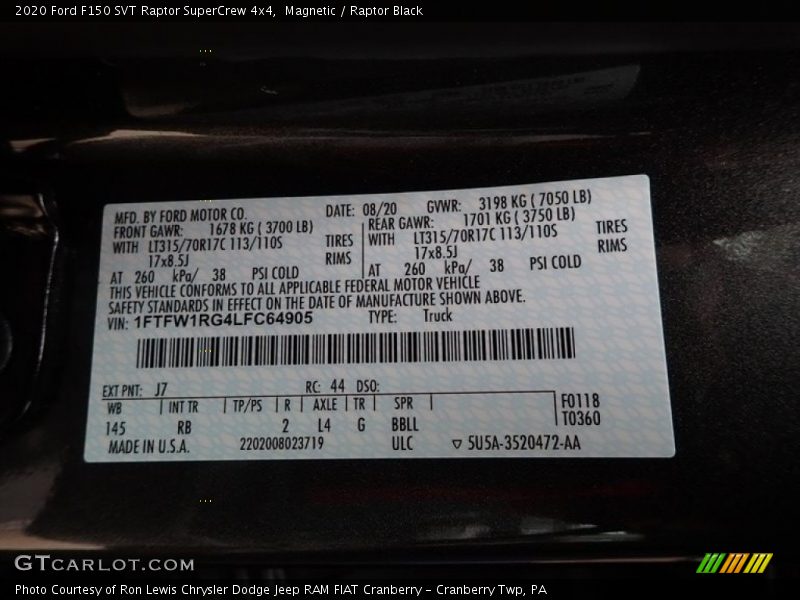 2020 Ford F150 SVT Raptor SuperCrew 4x4,  Magnetic / Raptor Black
MFD. BY FORD MOTOR CO. DATE: 08/20 GVWR: 3198 KG ( 7050 LB)
FRONT GAWR: 1678 KG ( 3700 LB) REAR GAWR: 1701 KG ( 3750 LB)
WITH LT315/70R17C 113/110S TIRES WITH LT315/70R17C 113/110S TIRES
17x8.5J RIMS 17x8.5J RIMS
AT 260 kPa/ 38 PSI COLD AT 260 kPa/ 38 PSI COLD
THIS VEHICLE CONFORMS TO ALL APPLICABLE FEDERAL MOTOR VEHICLE
SAFETY STANDARDS IN EFFECT ON THE DATE OF MANUFACTURE SHOWN ABOVE.
VIN: 1FTFW1RG4LFC64905 TYPE: Truck
EXT PNT: J7 RC: 44 DSO:
WB INT TR TP/PS R AXLE TR SPR F0118
145 RB 2 L4 G BBLL T0360
MADE IN U.S.A. 2202008023719 ULC ▽ 5U5A-3520472-AA
GTCARLOT.COM
Photo Courtesy of Ron Lewis Chrysler Dodge Jeep RAM FIAT Cranberry - Cranberry Twp, PA